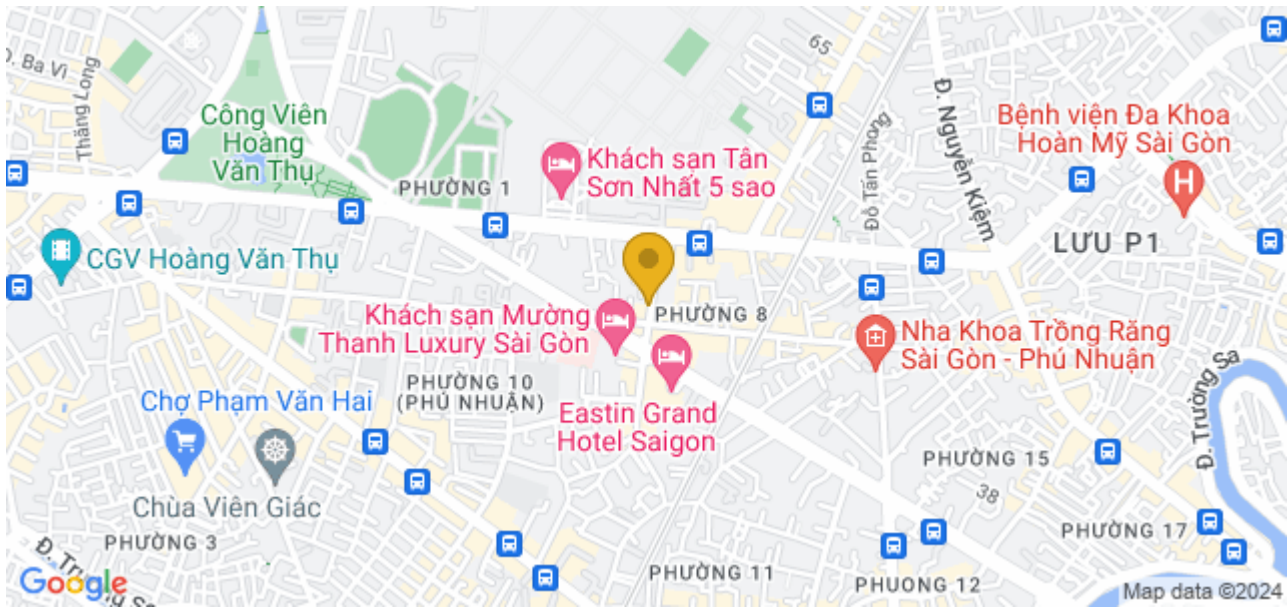 65
Đ. Ba Vì
Thăng Long
Công Viên
Hoàng
Văn Thụ
PHƯỜNG 1
Khách sạn Tân
Sơn Nhất 5 sao
Đỗ Tấn Phong
Đ. Nguyễn Kiệm
Bệnh viện Đa Khoa
Hoàn Mỹ Sài Gòn
LƯU P1
CGV Hoàng Văn Thụ
Khách sạn Mường
Thanh Luxury Sài Gòn
PHƯỜNG 8
Nha Khoa Trồng Răng
Sài Gòn - Phú Nhuận
Đ. Trường Sa
PHƯỜNG 10
(PHÚ NHUẬN)
Chợ Phạm Văn Hai
Eastin Grand
Hotel Saigon
PHƯỜNG 15
38
Chùa Viên Giác
PHƯỜNG 3
PHƯỜNG 17
PHƯỜNG 11
PHUONG 12
Google
Map data ©2024